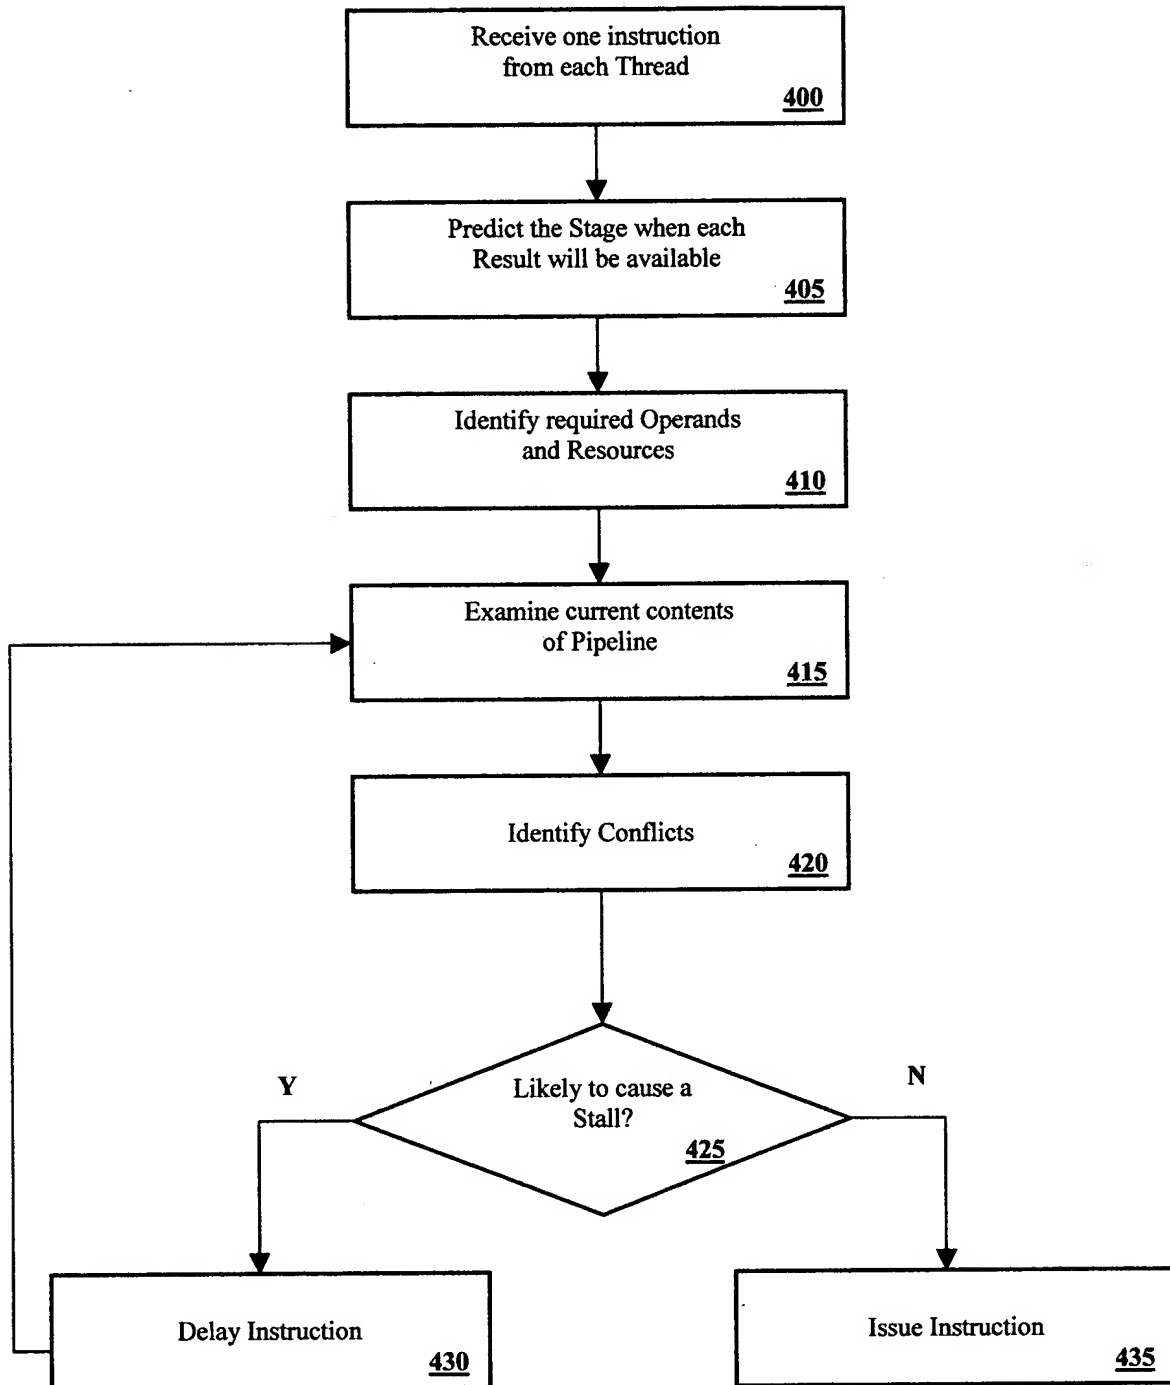 Receive one instruction
from each Thread
400
Predict the Stage when each
Result will be available
405
Identify required Operands
and Resources
410
Examine current contents
of Pipeline
415
Identify Conflicts
420
Y
N
Likely to cause a
Stall?
425
Delay Instruction
430
Issue Instruction
435